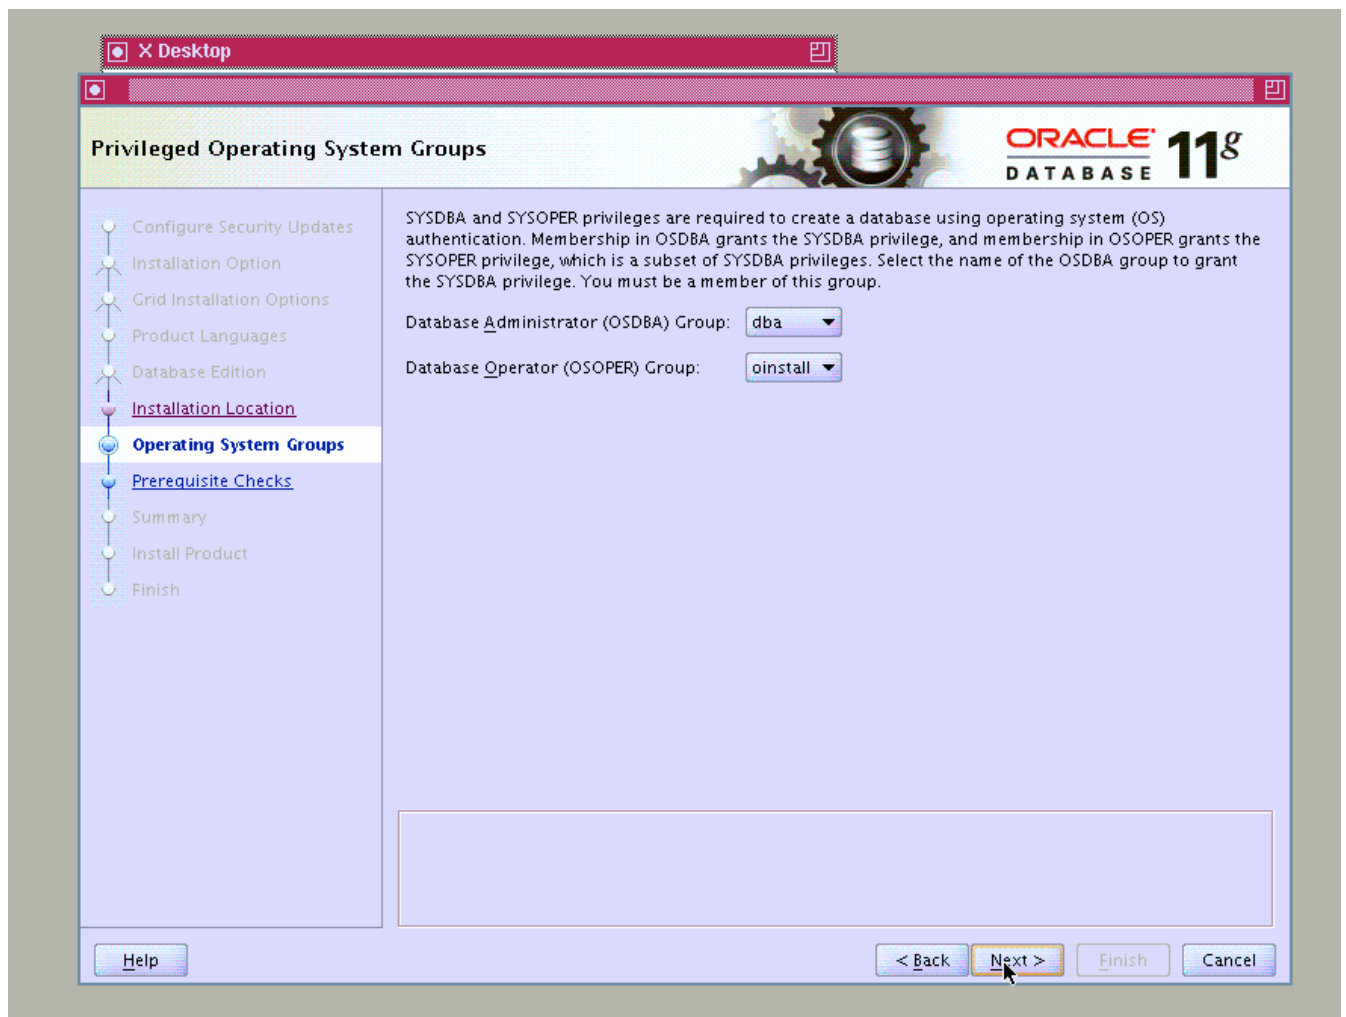 X Desktop
Privileged Operating System Groups
ORACLE 11g
DATABASE
Configure Security Updates
Installation Option
Grid Installation Options
Product Languages
Database Edition
Installation Location
Operating System Groups
Prerequisite Checks
Summary
Install Product
Finish
SYSDBA and SYSOPER privileges are required to create a database using operating system (OS)
authentication. Membership in OSDBA grants the SYSDBA privilege, and membership in OSOPER grants the
SYSOPER privilege, which is a subset of SYSDBA privileges. Select the name of the OSDBA group to grant
the SYSDBA privilege. You must be a member of this group.
Database Administrator (OSDBA) Group: dba
Database Operator (OSOPER) Group: oinstall
Help
< Back
Next >
Finish
Cancel